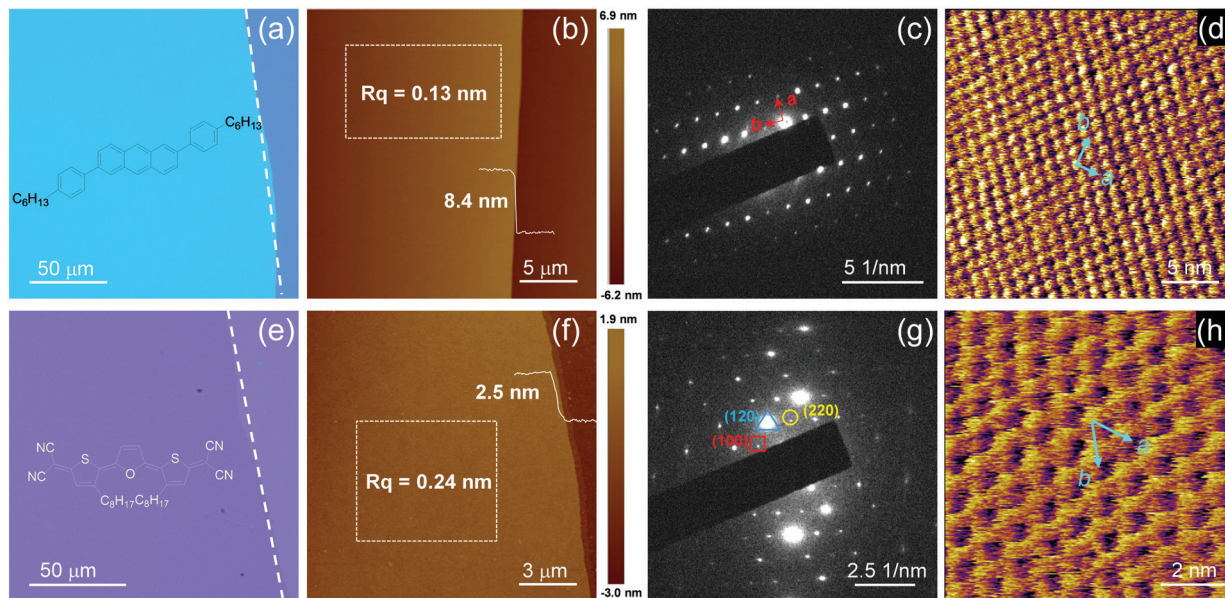 (a)
C6H13
C6H13
50 μm
(b)
Rq = 0.13 nm
8.4 nm
5 μm
6.9 nm
-6.2 nm
(c)
a
b
5 1/nm
(d)
b
a
5 nm
(e)
NC
NC
S
O
S
CN
CN
C8H17C8H17
50 μm
(f)
2.5 nm
Rq = 0.24 nm
3 μm
1.9 nm
-3.0 nm
(g)
(120)
(220)
(100)
2.5 1/nm
(h)
a
b
2 nm